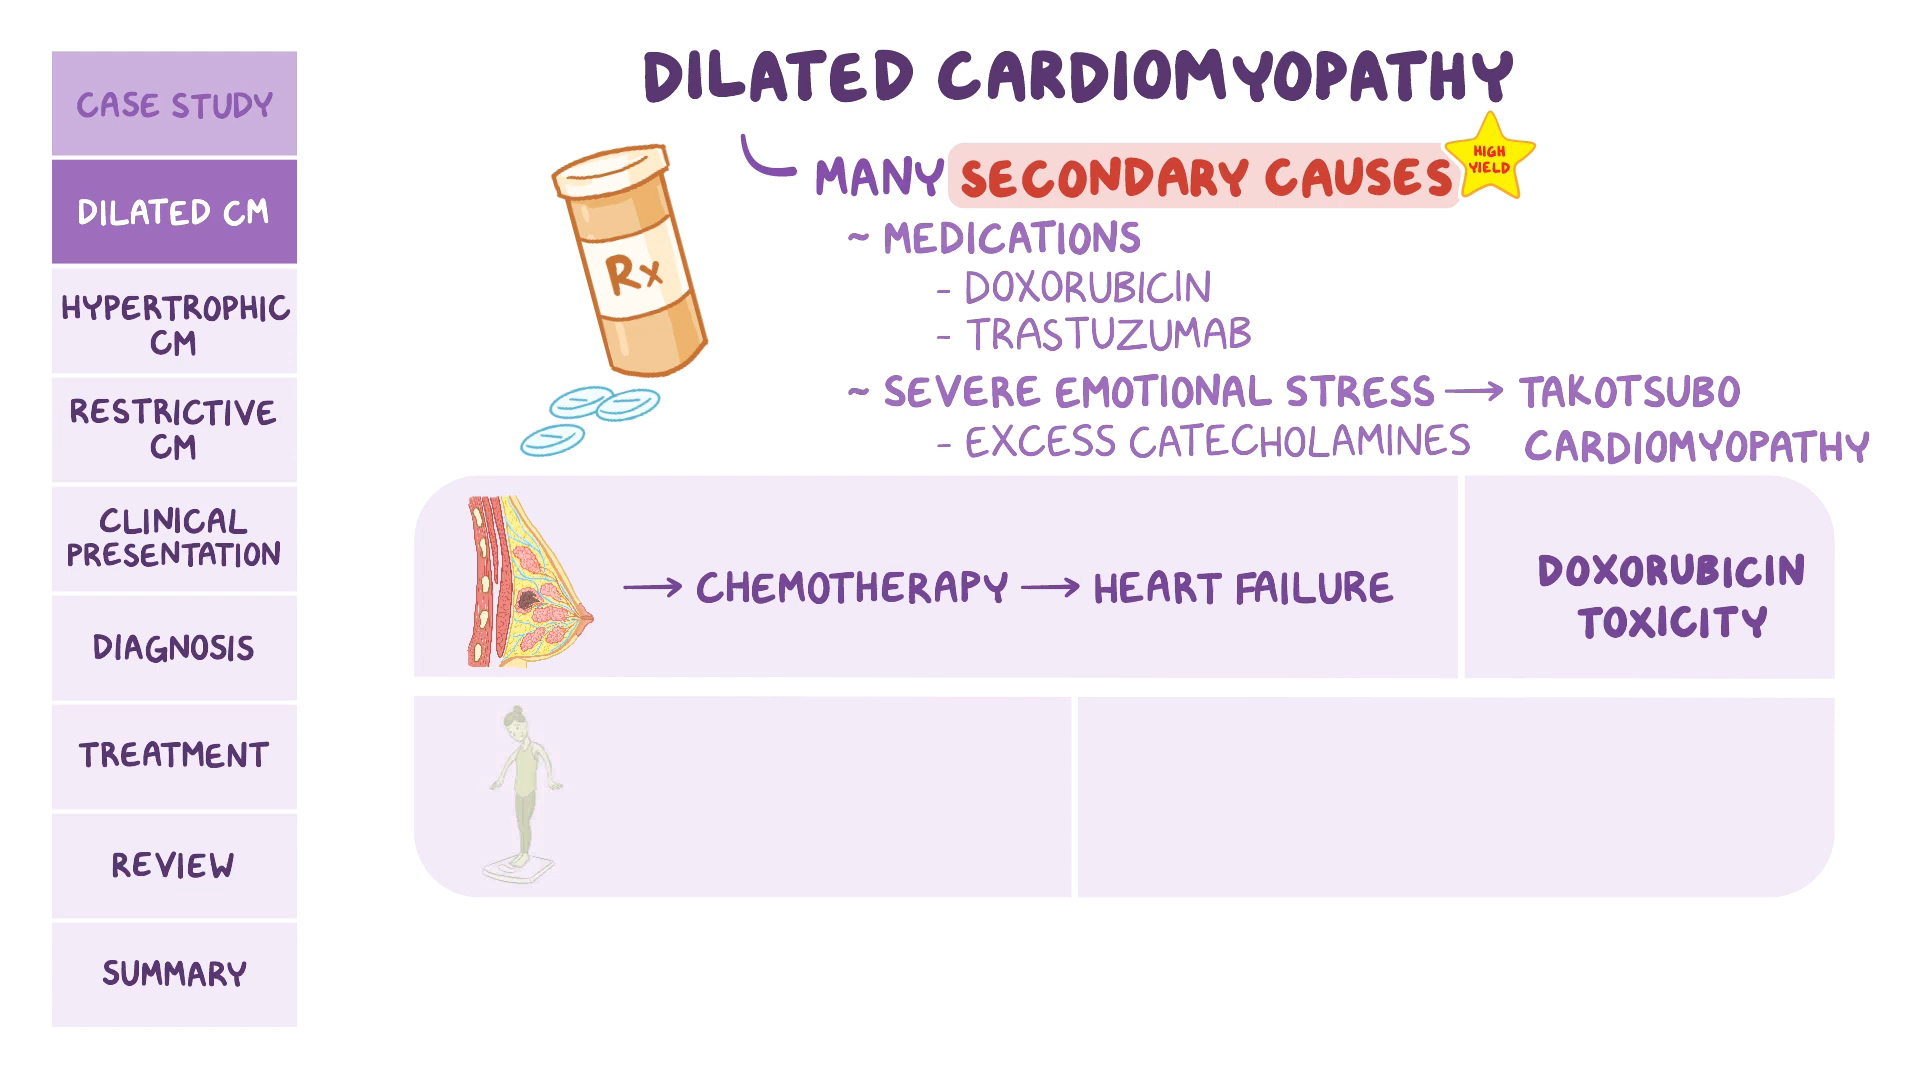 CASE STUDY
DILATED CM
HYPERTROPHIC
CM
RESTRICTIVE
CM
CLINICAL
PRESENTATION
DIAGNOSIS
TREATMENT
REVIEW
SUMMARY
DILATED CARDIOMYOPATHY
MANY SECONDARY CAUSES
HIGH
YIELD
Rx
~ MEDICATIONS
- DOXORUBICIN
- TRASTUZUMAB
~ SEVERE EMOTIONAL STRESS → TAKOTSUBO
- EXCESS CATECHOLAMINES CARDIOMYOPATHY
→ CHEMOTHERAPY → HEART FAILURE
DOXORUBICIN
TOXICITY